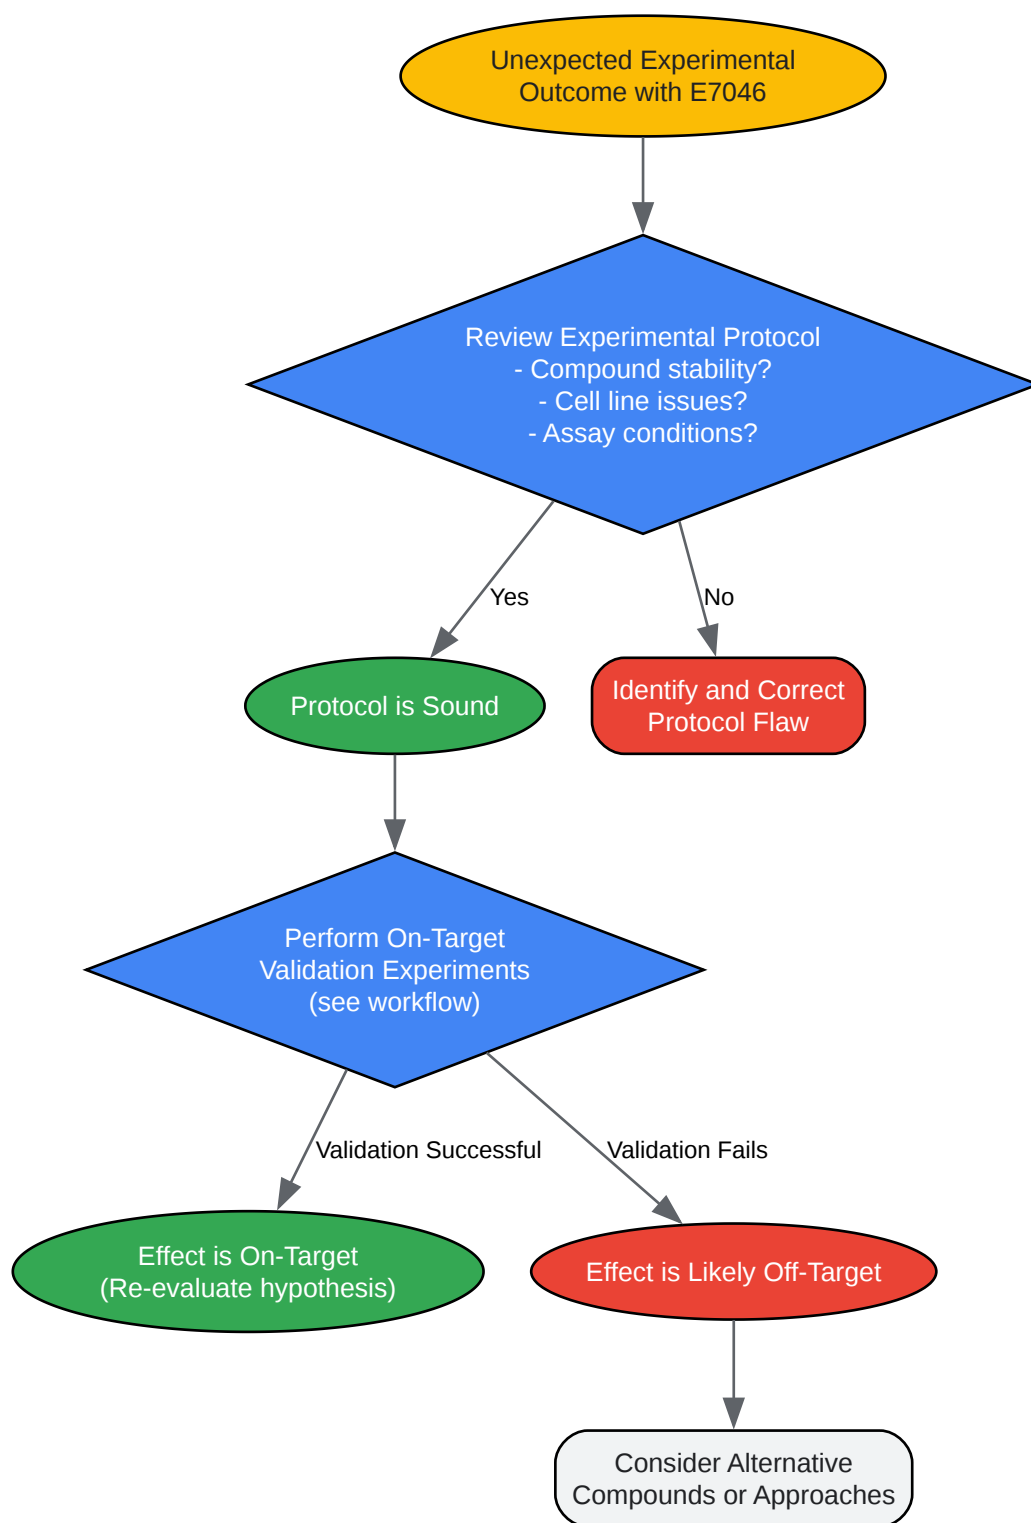 Unexpected Experimental
Outcome with E7046
Review Experimental Protocol
- Compound stability?
- Cell line issues?
- Assay conditions?
Yes
No
Protocol is Sound
Identify and Correct
Protocol Flaw
Perform On-Target
Validation Experiments
(see workflow)
Validation Successful
Validation Fails
Effect is On-Target
(Re-evaluate hypothesis)
Effect is Likely Off-Target
Consider Alternative
Compounds or Approaches